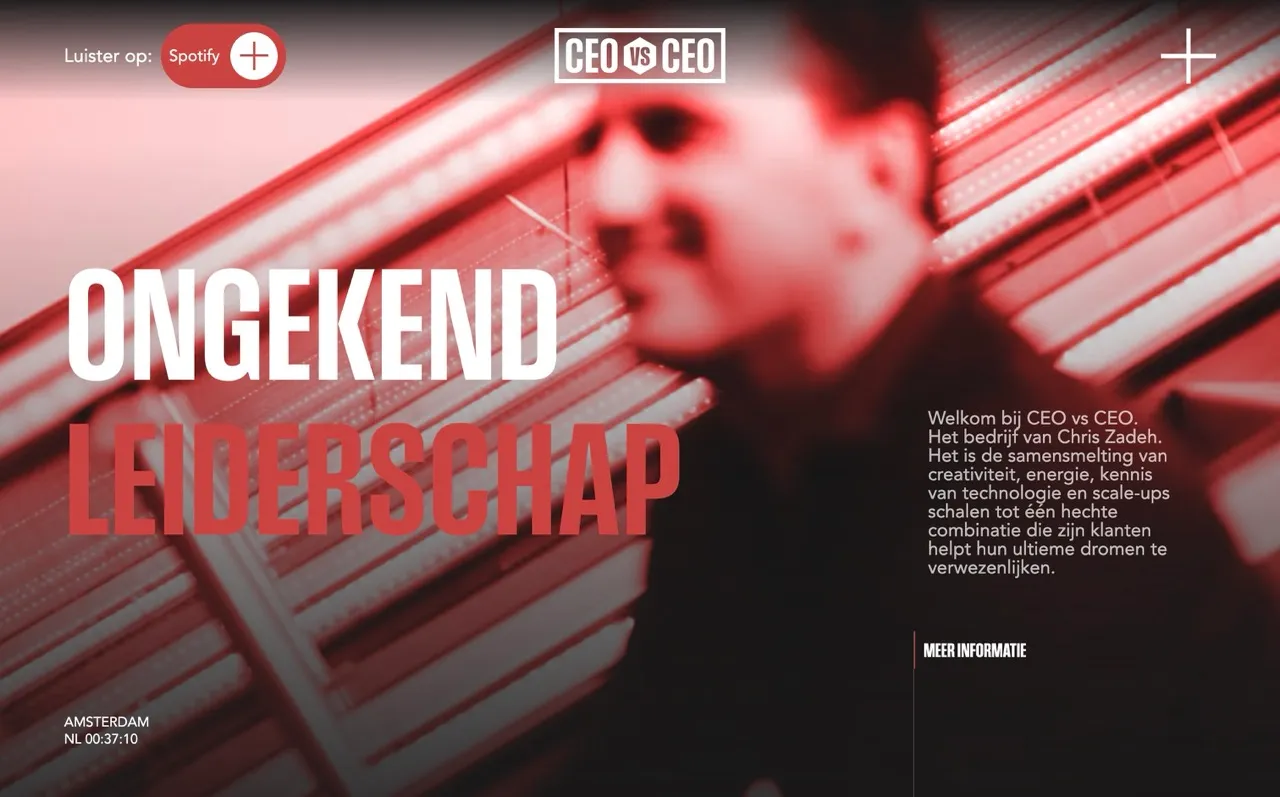 Luister op:
Spotify
CEO VS CEO
ONGEKEND
LEIDERSCHAP
Welkom bij CEO vs CEO.
Het bedrijf van Chris Zadeh.
Het is de samensmelting van
creativiteit, energie, kennis
van technologie en scale-ups
schalen tot één hechte
combinatie die zijn klanten
helpt hun ultieme dromen te
verwezenlijken.
MEER INFORMATIE
AMSTERDAM
NL 00:37:10